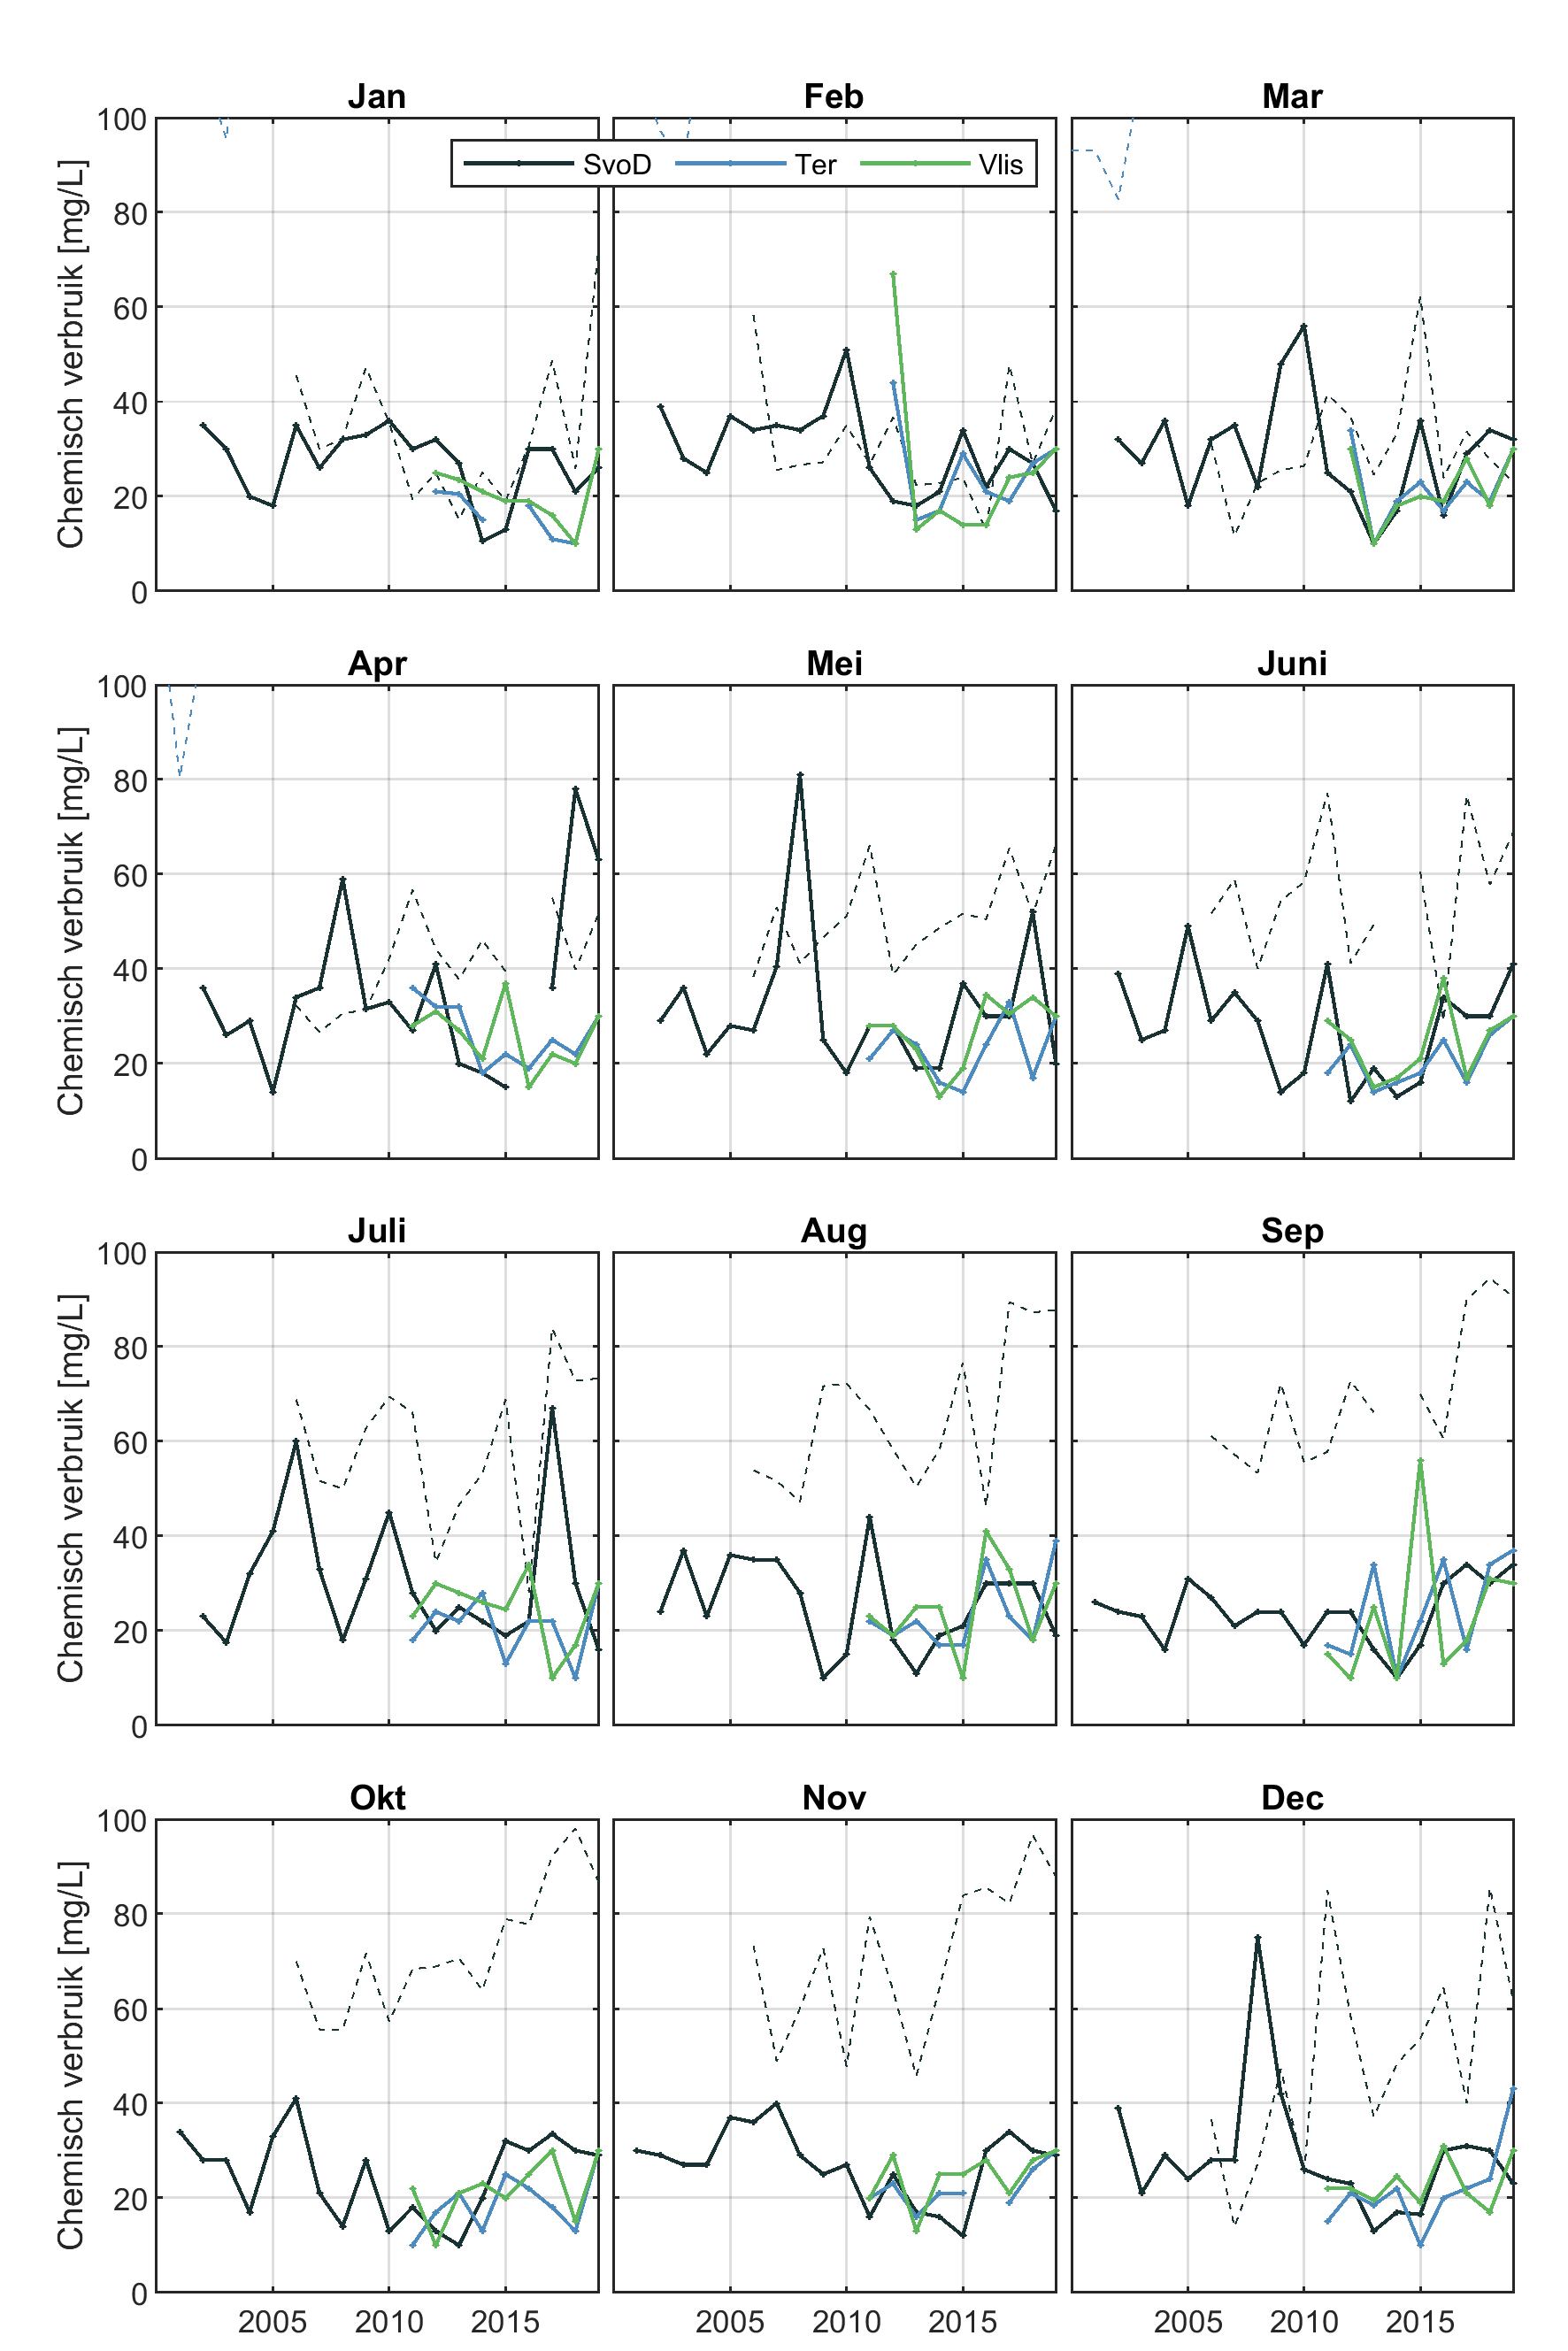 Jan Feb Mar
SvoD Ter Vlis
Chemisch verbruik [mg/L]
100
80
60
40
20
0
Apr Mei Juni
Chemisch verbruik [mg/L]
100
80
60
40
20
0
Juli Aug Sep
Chemisch verbruik [mg/L]
100
80
60
40
20
0
Okt Nov Dec
Chemisch verbruik [mg/L]
100
80
60
40
20
0
2005 2010 2015 2005 2010 2015 2005 2010 2015